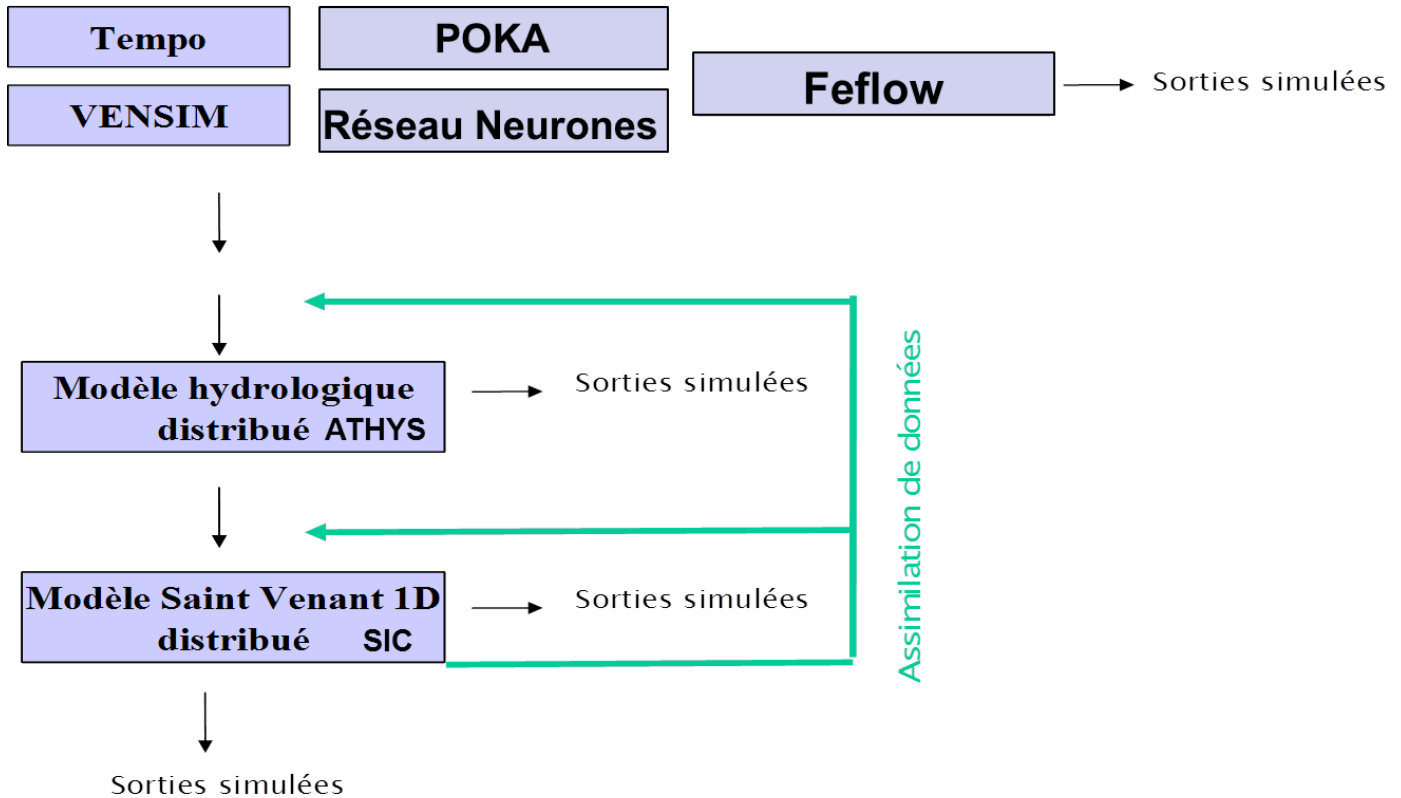 Tempo
POKA
Feflow
Sorties simulées
VENSIM
Réseau Neurones
Modèle hydrologique
distribué ATHYS
Sorties simulées
Assimilation de données
Modèle Saint Venant 1D
distribué SIC
Sorties simulées
Sorties simulées